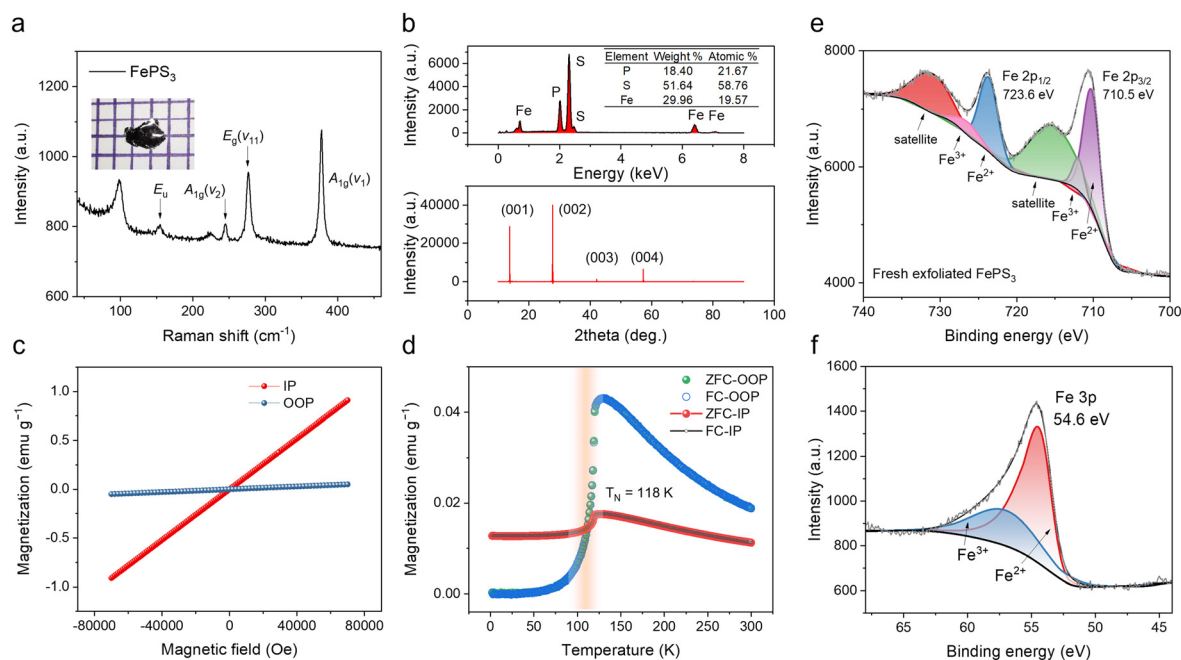 a
1200
1000
800
600
Intensity (a.u.)
FePS3
Eu
A1g(ν2)
Eg(ν11)
A1g(ν1)
100
200
300
400
Raman shift (cm−1)
b
6000
4000
2000
0
Intensity (a.u.)
Fe
P
S
S
Fe
Fe
Element Weight % Atomic %
P 18.40 21.67
S 51.64 58.76
Fe 29.96 19.57
0
2
4
6
8
Energy (keV)
40000
20000
0
Intensity (a.u.)
(001)
(002)
(003)
(004)
0
20
40
60
80
100
2theta (deg.)
e
8000
6000
4000
Intensity (a.u.)
Fe 2p1/2
723.6 eV
Fe 2p3/2
710.5 eV
satellite
Fe3+
Fe2+
satellite
Fe3+
Fe2+
Fresh exfoliated FePS3
740
730
720
710
700
Binding energy (eV)
c
1.0
0.5
0.0
-0.5
-1.0
Magnetization (emu g−1)
IP
OOP
-80000
-40000
0
40000
80000
Magnetic field (Oe)
d
0.04
0.02
0.00
Magnetization (emu g−1)
ZFC-OOP
FC-OOP
ZFC-IP
FC-IP
TN = 118 K
0
50
100
150
200
250
300
Temperature (K)
f
1600
1400
1200
1000
800
600
Intensity (a.u.)
Fe 3p
54.6 eV
Fe3+
Fe2+
65
60
55
50
45
Binding energy (eV)